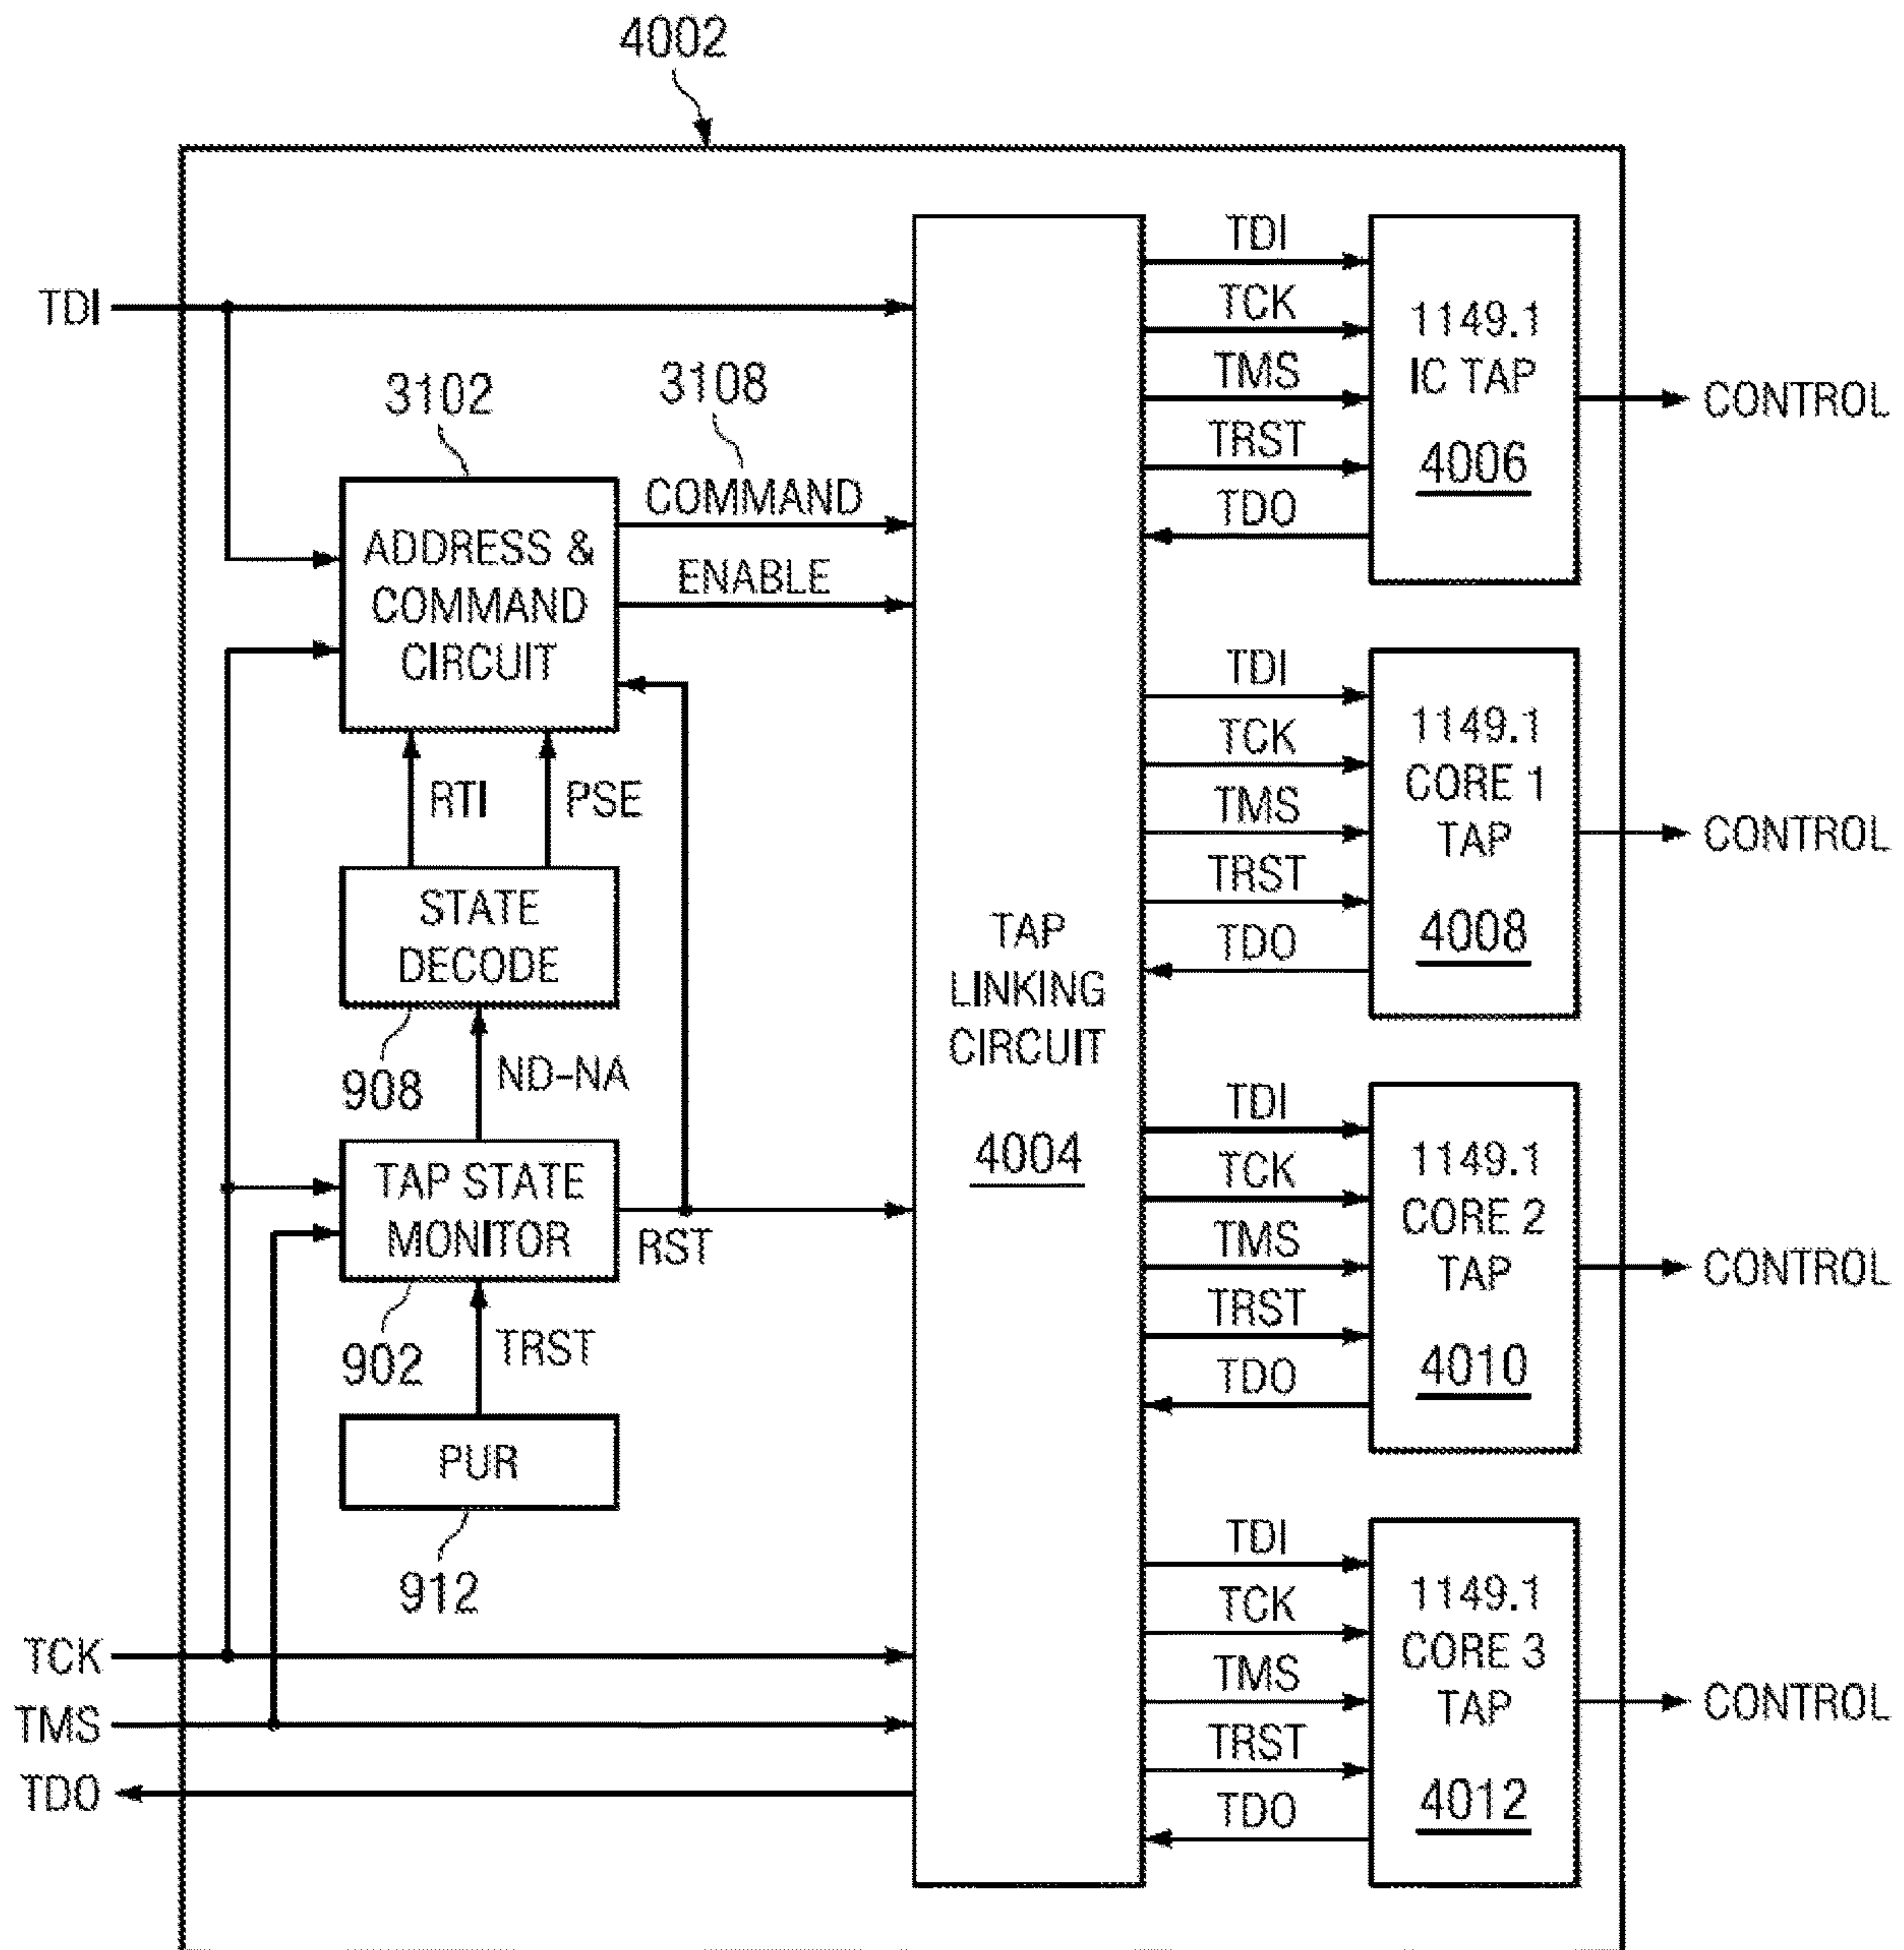 4002
TDI
3102
3108
COMMAND
ENABLE
ADDRESS &
COMMAND
CIRCUIT
RTI
PSE
STATE
DECODE
908
ND-NA
TAP STATE
MONITOR
RST
902
TRST
PUR
912
TCK
TMS
TDO
TAP
LINKING
CIRCUIT
4004
TDI
TCK
TMS
TRST
TDO
1149.1
IC TAP
4006
CONTROL
TDI
TCK
TMS
TRST
TDO
1149.1
CORE 1
TAP
4008
CONTROL
TDI
TCK
TMS
TRST
TDO
1149.1
CORE 2
TAP
4010
CONTROL
TDI
TCK
TMS
TRST
TDO
1149.1
CORE 3
TAP
4012
CONTROL